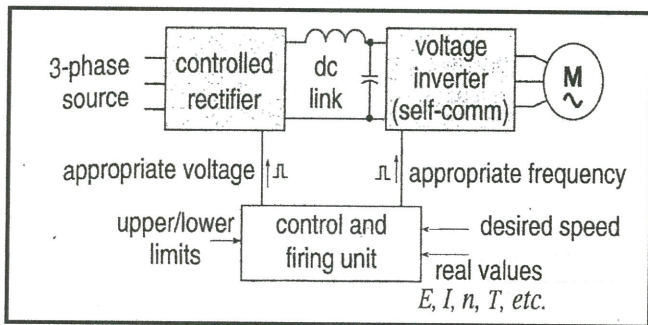 3-phase
source
controlled
rectifier
dc
link
voltage
inverter
(self-comm)
M
~
appropriate voltage
appropriate frequency
upper/lower
limits
control and
firing unit
desired speed
real values
E, I, n, T, etc.